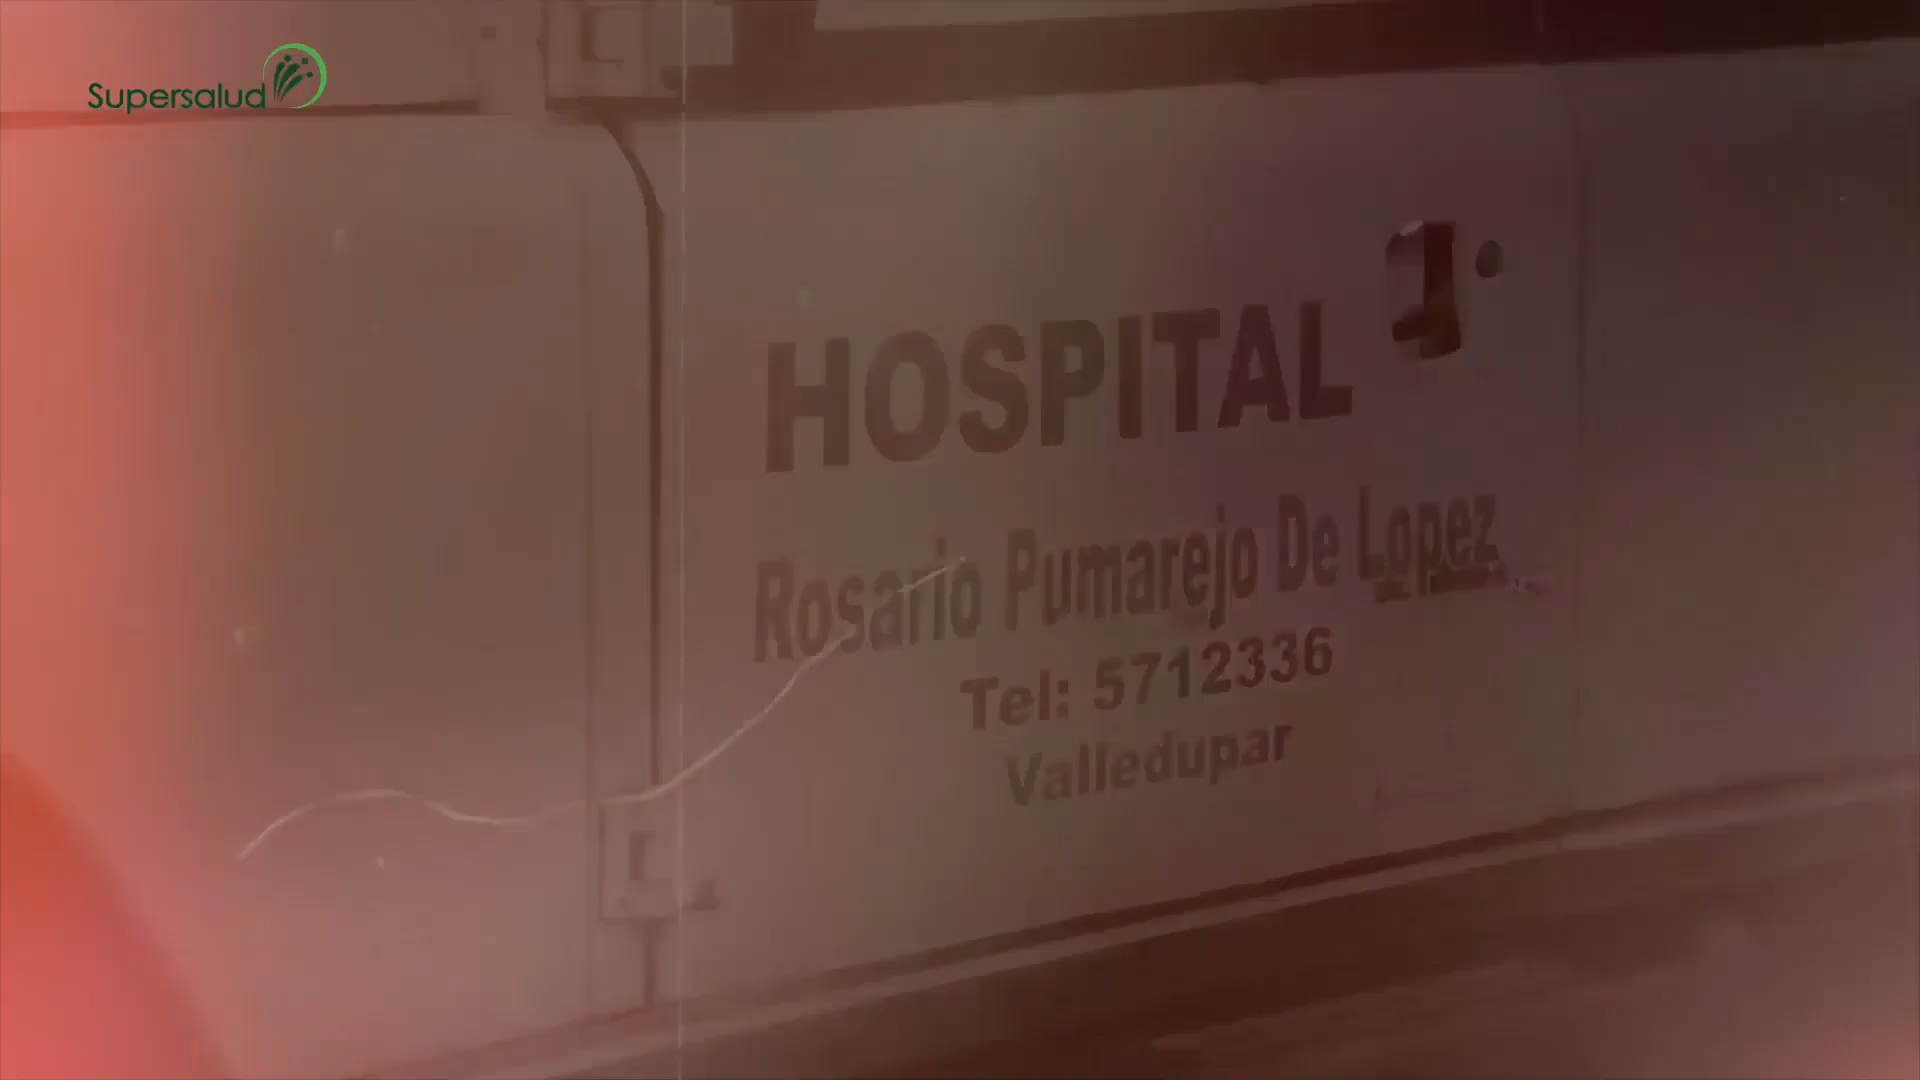 Supersalud
HOSPITAL
Rosario Pumarejo De Lopez
Tel: 5712336
Valledupar